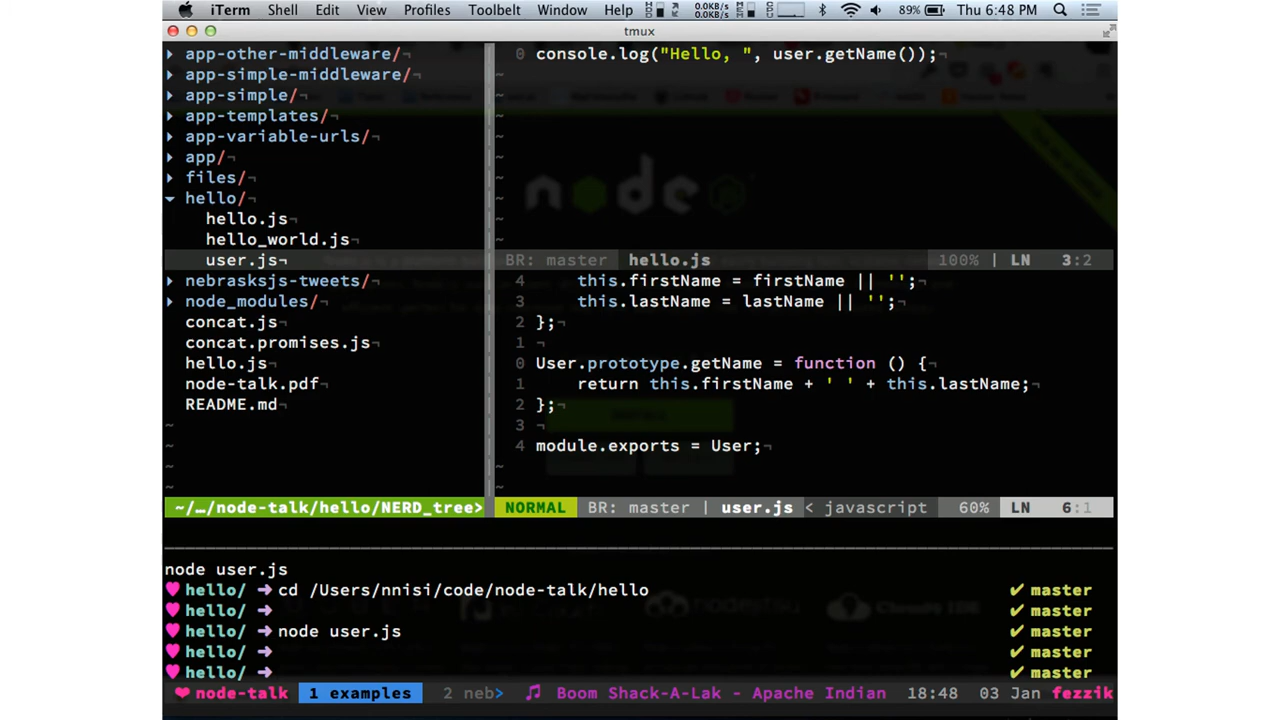 iTerm Shell Edit View Profiles Toolbelt Window Help 0.0KB/s 0.0KB/s 89% Thu 6:48 PM
tmux
app-other-middleware/¬
app-simple-middleware/¬
app-simple/¬
app-templates/¬
app-variable-urls/¬
app/¬
files/¬
hello/¬
hello.js¬
hello_world.js¬
user.js¬
nebrasksjs-tweets/¬
node_modules/¬
concat.js¬
concat.promises.js¬
hello.js¬
node-talk.pdf¬
README.md¬
~
~
~
~
~/…/node-talk/hello/NERD_tree>
0 console.log("Hello, ", user.getName());¬
~
~
~
~
~
~
~
~
~
BR: master hello.js 100% | LN 3:2
4 this.firstName = firstName || '';¬
3 this.lastName = lastName || '';¬
2 };¬
1 ¬
0 User.prototype.getName = function () {¬
1 return this.firstName + ' ' + this.lastName;¬
2 };¬
3 ¬
4 module.exports = User;¬
~
~
NORMAL BR: master | user.js < javascript 60% LN 6:1
node user.js
♥ hello/ ➜ cd /Users/nnisi/code/node-talk/hello ✔ master
♥ hello/ ➜ ✔ master
♥ hello/ ➜ node user.js ✔ master
♥ hello/ ➜ ✔ master
♥ hello/ ➜ ✔ master
❤ node-talk 1 examples 2 neb> ♫ Boom Shack-A-Lak - Apache Indian 18:48 03 Jan fezzik
node